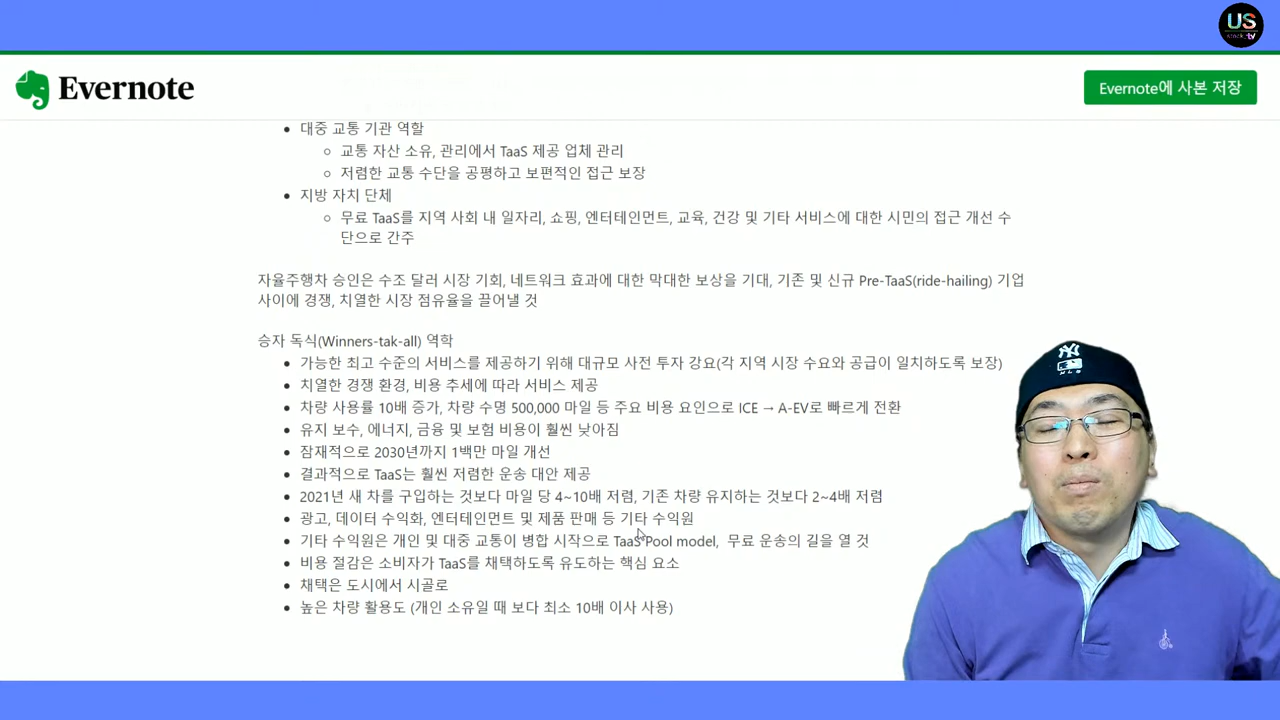 US
Evernote
Evernote에 사본 저장
• 대중 교통 기관 역할
○ 교통 자산 소유, 관리에서 TaaS 제공 업체 관리
○ 저렴한 교통 수단을 공평하고 보편적인 접근 보장
• 지방 자치 단체
○ 무료 TaaS를 지역 사회 내 일자리, 쇼핑, 엔터테인먼트, 교육, 건강 및 기타 서비스에 대한 시민의 접근 개선 수
단으로 간주
자율주행차 승인은 수조 달러 시장 기회, 네트워크 효과에 대한 막대한 보상을 기대, 기존 및 신규 Pre-TaaS(ride-hailing) 기업
사이에 경쟁, 치열한 시장 점유율을 끌어낼 것
승자 독식(Winners-tak-all) 역학
• 가능한 최고 수준의 서비스를 제공하기 위해 대규모 사전 투자 강요(각 지역 시장 수요와 공급이 일치하도록 보장)
• 치열한 경쟁 환경, 비용 추세에 따라 서비스 제공
• 차량 사용률 10배 증가, 차량 수명 500,000 마일 등 주요 비용 요인으로 ICE → A-EV로 빠르게 전환
• 유지 보수, 에너지, 금융 및 보험 비용이 훨씬 낮아짐
• 잠재적으로 2030년까지 1백만 마일 개선
• 결과적으로 TaaS는 훨씬 저렴한 운송 대안 제공
• 2021년 새 차를 구입하는 것보다 마일 당 4~10배 저렴, 기존 차량 유지하는 것보다 2~4배 저렴
• 광고, 데이터 수익화, 엔터테인먼트 및 제품 판매 등 기타 수익원
• 기타 수익원은 개인 및 대중 교통이 병합 시작으로 TaaS Pool model, 무료 운송의 길을 열 것
• 비용 절감은 소비자가 TaaS를 채택하도록 유도하는 핵심 요소
• 채택은 도시에서 시골로
• 높은 차량 활용도 (개인 소유일 때 보다 최소 10배 이사 사용)